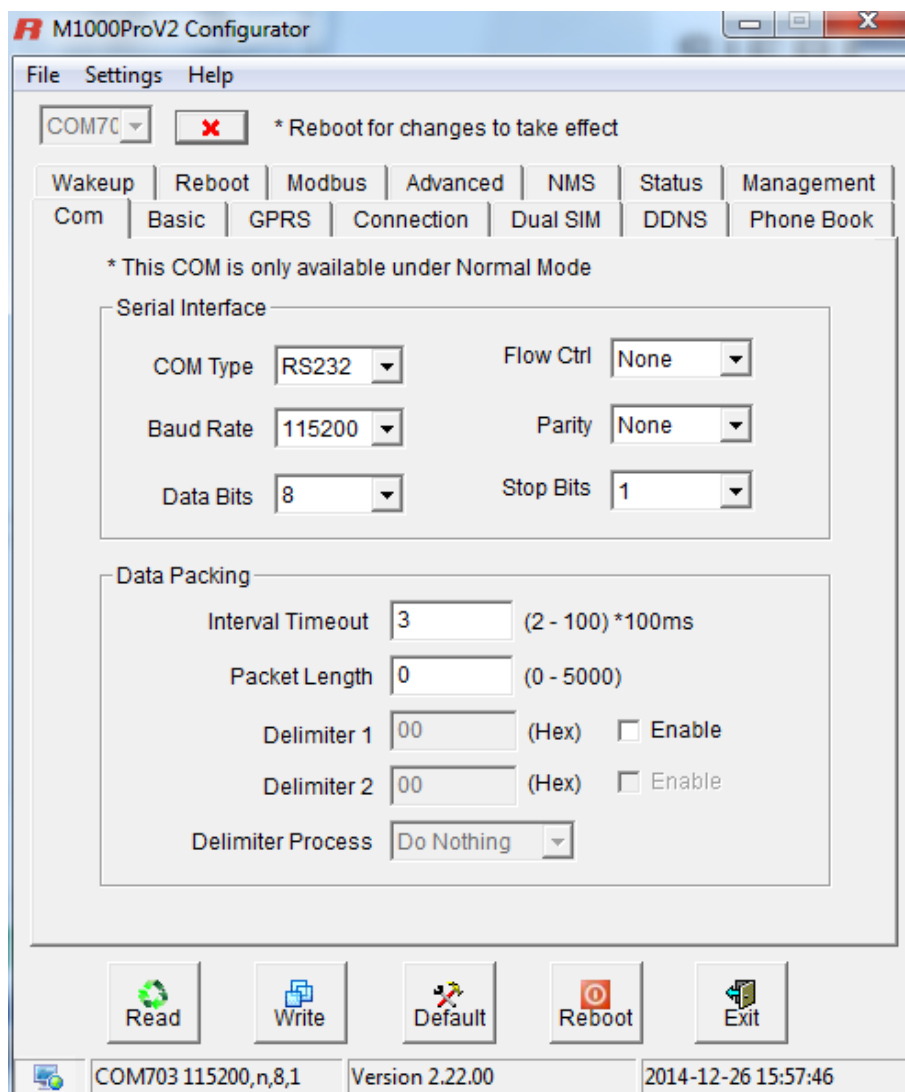 M1000ProV2 Configurator
File Settings Help
COM70
* Reboot for changes to take effect
Wakeup Reboot Modbus Advanced NMS Status Management
Com Basic GPRS Connection Dual SIM DDNS Phone Book
* This COM is only available under Normal Mode
Serial Interface
COM Type RS232 Flow Ctrl None
Baud Rate 115200 Parity None
Data Bits 8 Stop Bits 1
Data Packing
Interval Timeout 3 (2 - 100) *100ms
Packet Length 0 (0 - 5000)
Delimiter 1 00 (Hex) Enable
Delimiter 2 00 (Hex) Enable
Delimiter Process Do Nothing
Read Write Default Reboot Exit
COM703 115200,n,8,1 Version 2.22.00 2014-12-26 15:57:46